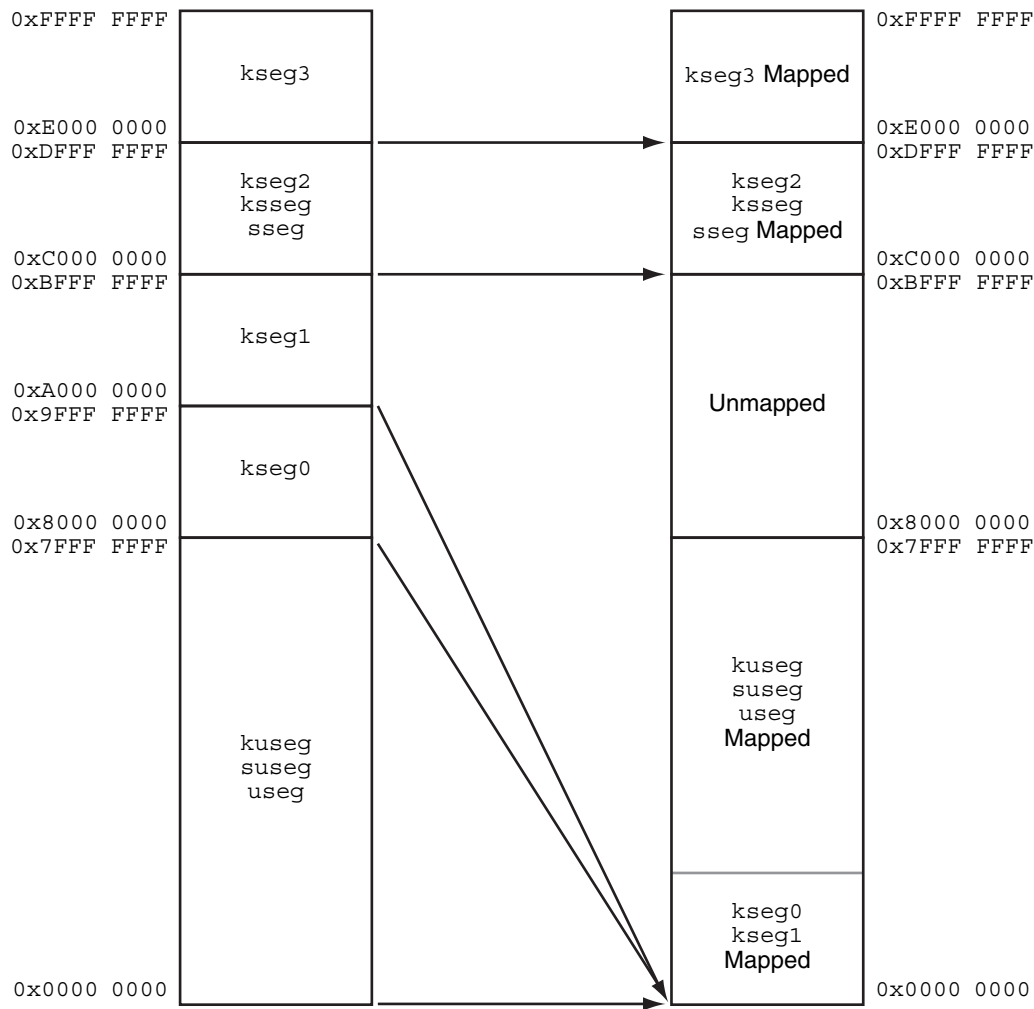 0xFFFF FFFF
kseg3
0xE000 0000
0xDFFF FFFF
kseg2
ksseg
sseg
0xC000 0000
0xBFFF FFFF
kseg1
0xA000 0000
0x9FFF FFFF
kseg0
0x8000 0000
0x7FFF FFFF
kuseg
suseg
useg
0x0000 0000
0xFFFF FFFF
kseg3 Mapped
0xE000 0000
0xDFFF FFFF
kseg2
ksseg
sseg Mapped
0xC000 0000
0xBFFF FFFF
Unmapped
0x8000 0000
0x7FFF FFFF
kuseg
suseg
useg
Mapped
kseg0
kseg1
Mapped
0x0000 0000